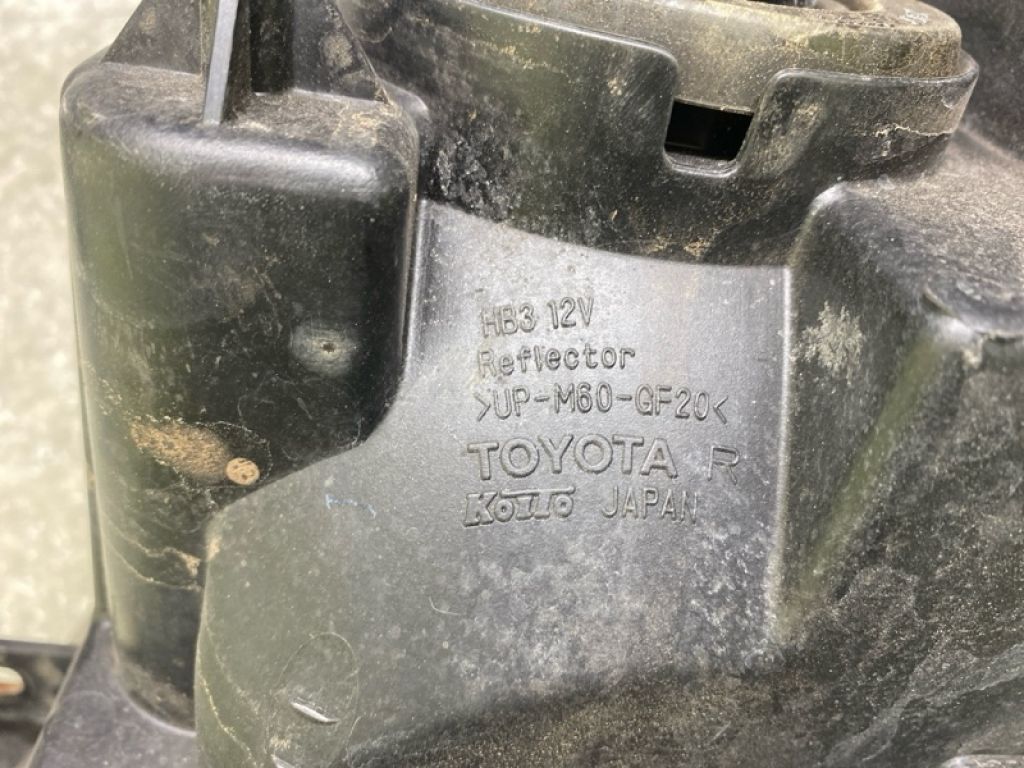 HB3 12V
Reflector
>UP-M60-GF20<
TOYOTA R
KOITO JAPAN